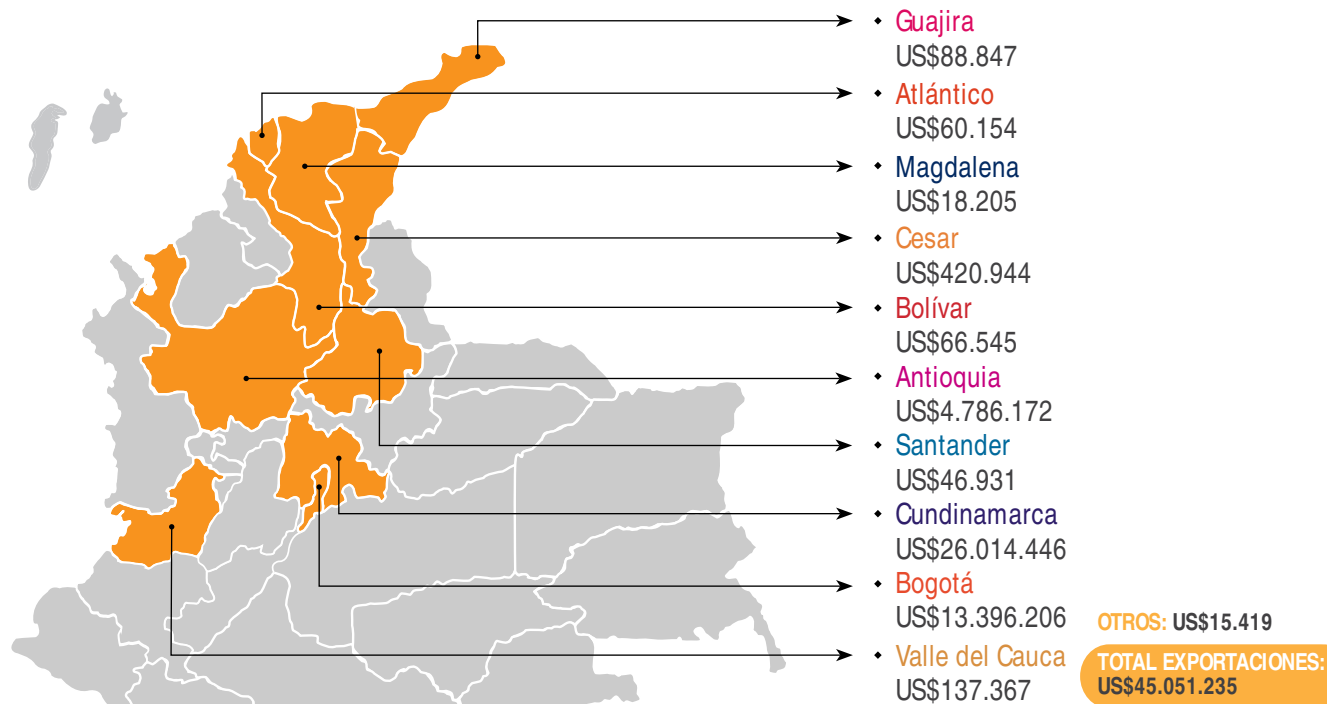 Guajira
US$88.847
Atlántico
US$60.154
Magdalena
US$18.205
Cesar
US$420.944
Bolívar
US$66.545
Antioquia
US$4.786.172
Santander
US$46.931
Cundinamarca
US$26.014.446
Bogotá
US$13.396.206
Valle del Cauca
US$137.367
OTROS: US$15.419
TOTAL EXPORTACIONES:
US$45.051.235